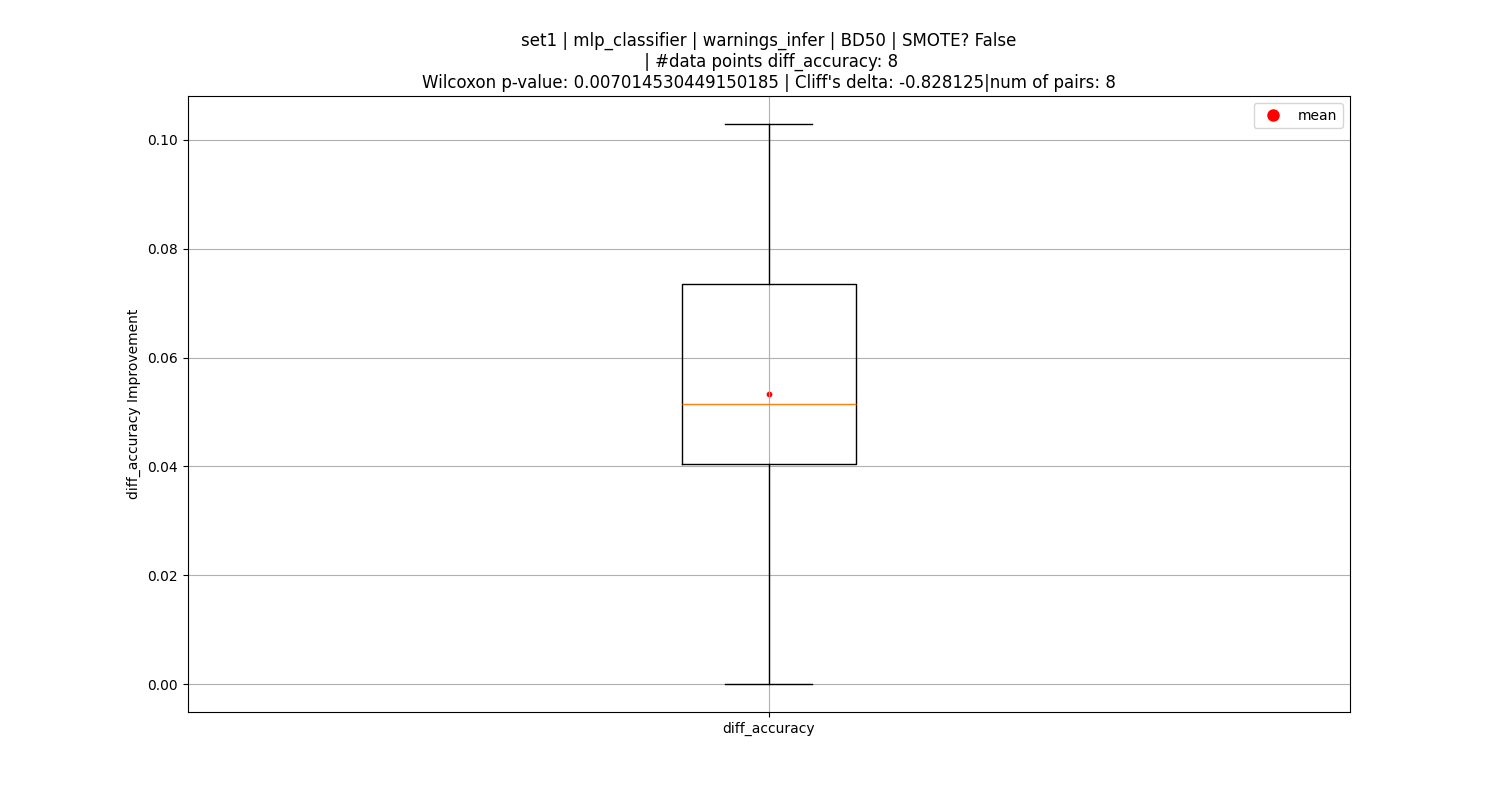 set1 | mlp_classifier | warnings_infer | BD50 | SMOTE? False
| #data points diff_accuracy: 8
Wilcoxon p-value: 0.007014530449150185 | Cliff's delta: -0.828125|num of pairs: 8
mean
0.10
0.08
0.06
0.04
0.02
0.00
diff_accuracy Improvement
diff_accuracy